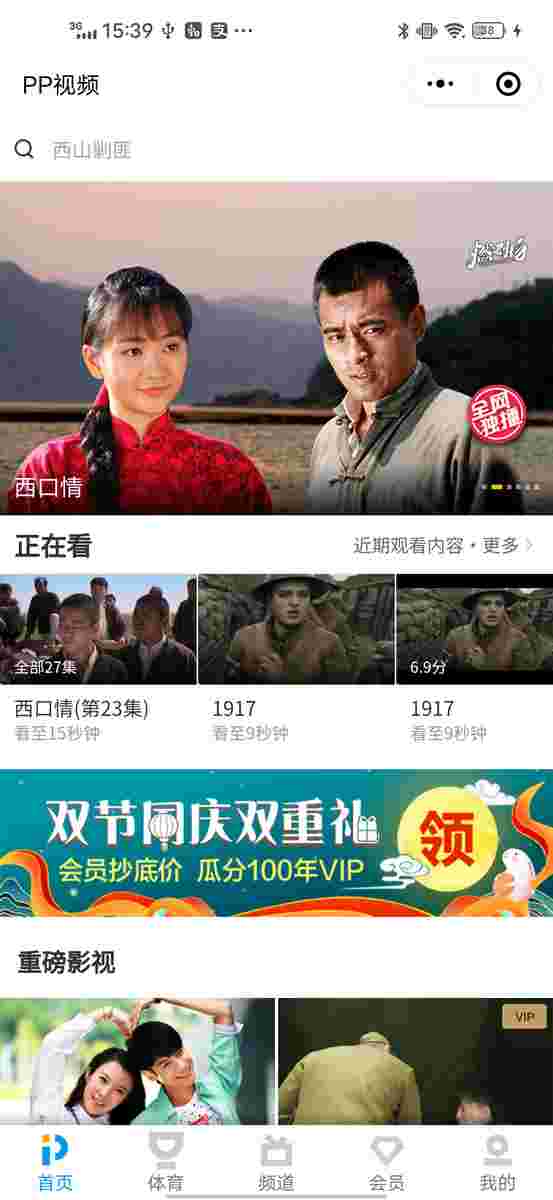 3G 15:39
PP视频
西山剿匪
燃剧场
全网
独播
西口情
正在看
近期观看内容·更多
全部27集
6.9分
西口情(第23集)
1917
1917
看至15秒钟
看至9秒钟
看至9秒钟
双节同庆双重礼
会员抄底价 瓜分100年VIP
领
重磅影视
VIP
首页
体育
频道
会员
我的